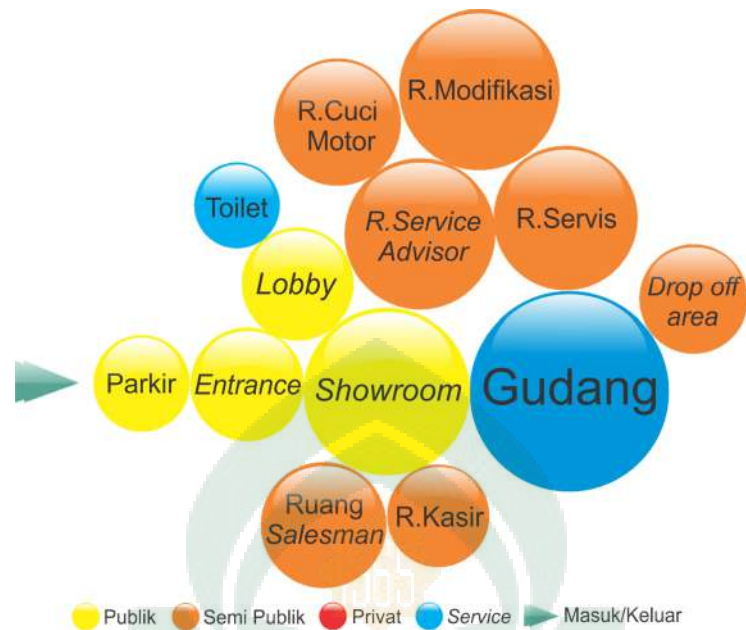 R.Modifikasi
R.Cuci
Motor
Toilet
R.Service
Advisor
R.Servis
Lobby
Drop off
area
Parkir
Entrance
Showroom
Gudang
Ruang
Salesman
R.Kasir
Publik
Semi Publik
Privat
Service
Masuk/Keluar